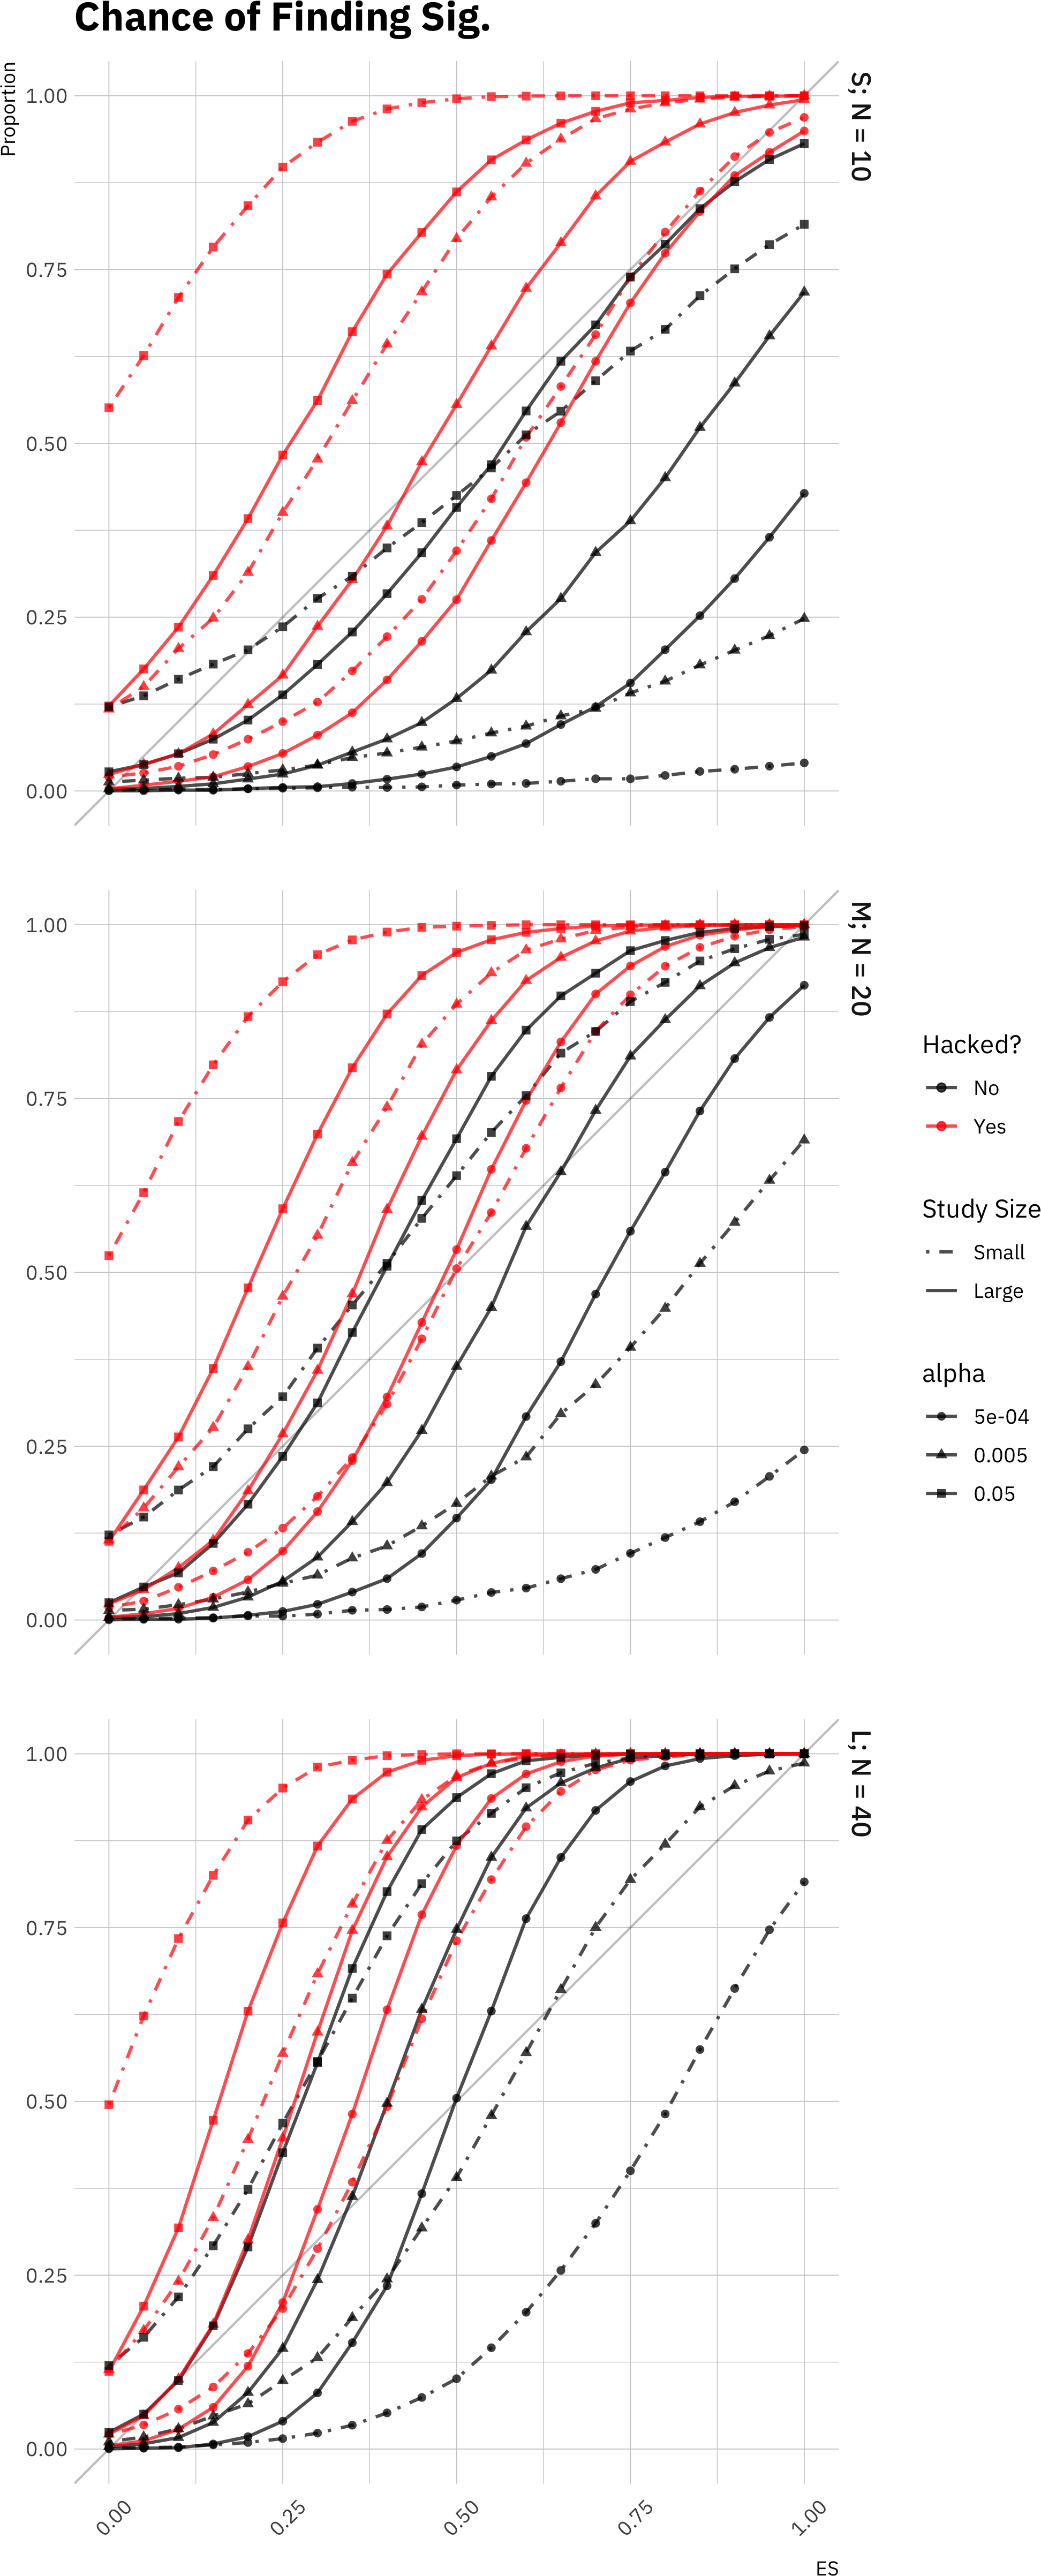 Chance of Finding Sig.
Proportion
S; N = 10
1.00
0.75
0.50
0.25
0.00
M; N = 20
1.00
0.75
0.50
0.25
0.00
Hacked?
No
Yes
Study Size
Small
Large
alpha
5e-04
0.005
0.05
L; N = 40
1.00
0.75
0.50
0.25
0.00
0.00
0.25
0.50
0.75
1.00
ES